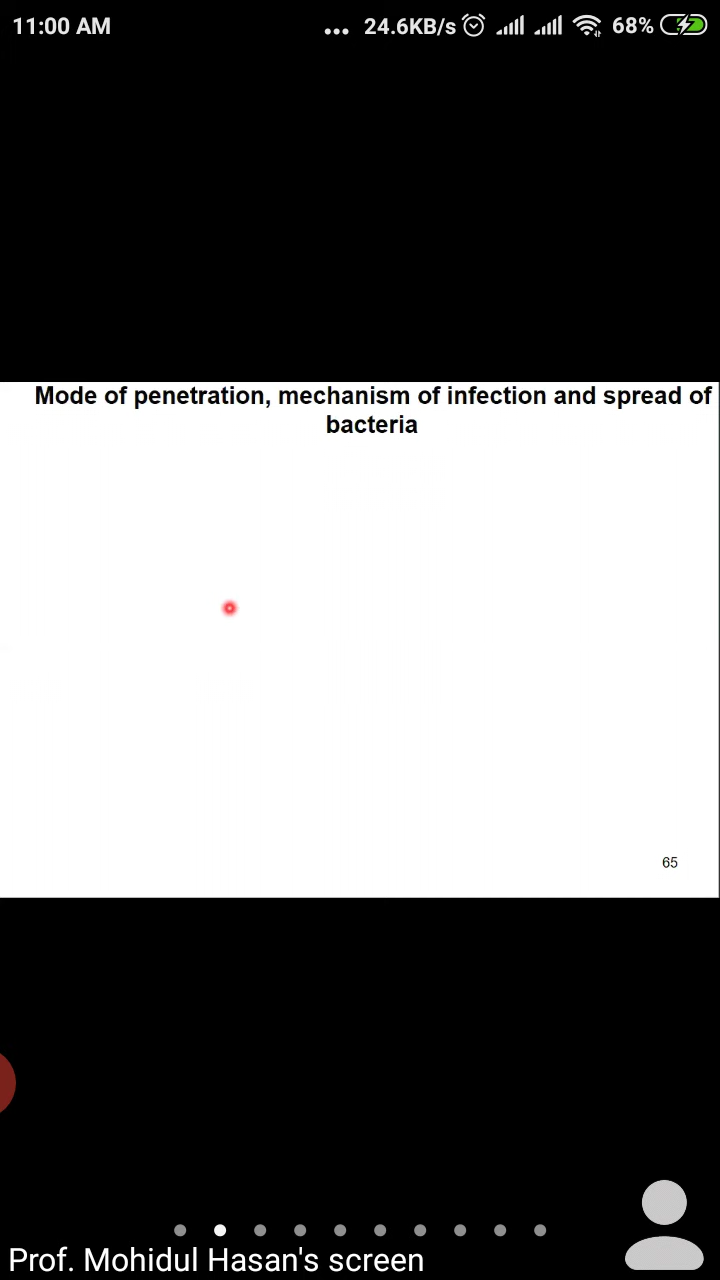 11:00 AM ... 24.6KB/s 68%
Mode of penetration, mechanism of infection and spread of
bacteria
65
Prof. Mohidul Hasan's screen